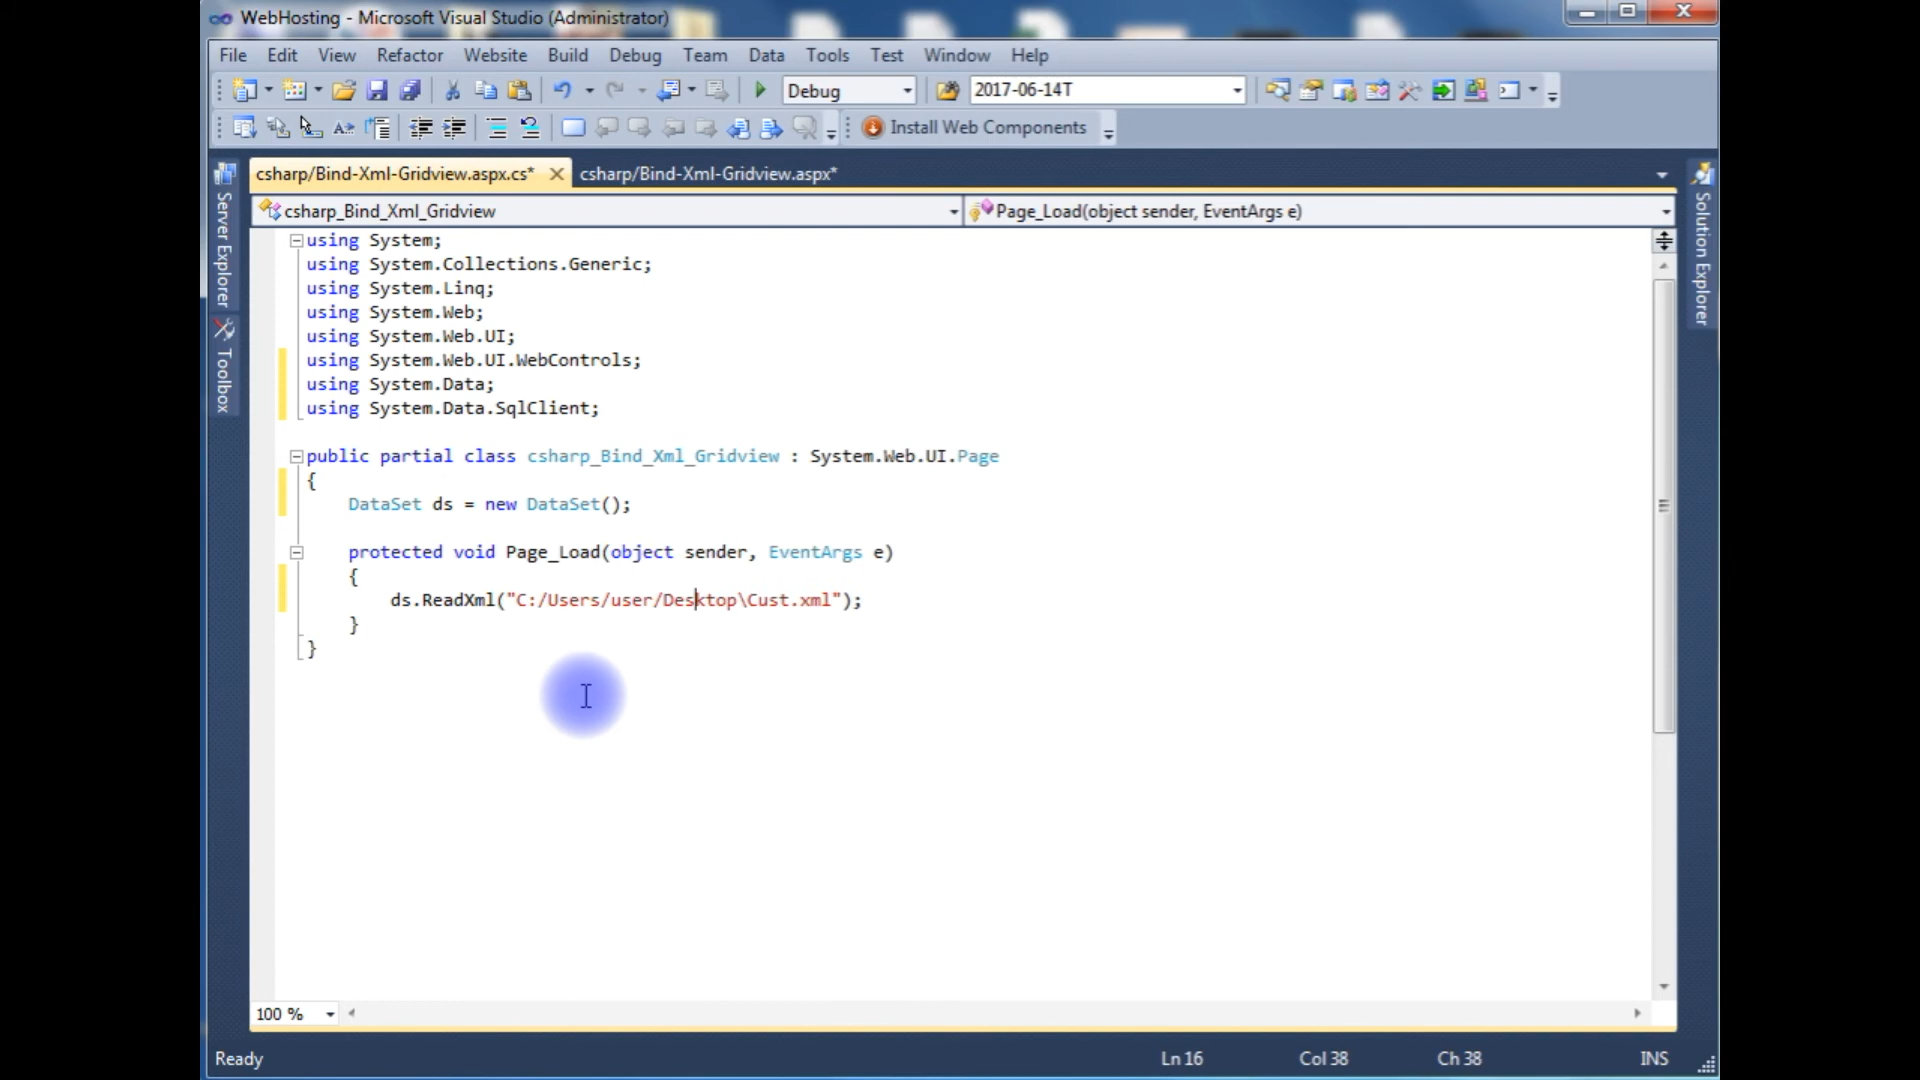 WebHosting - Microsoft Visual Studio (Administrator)
File Edit View Refactor Website Build Debug Team Data Tools Test Window Help
Debug 2017-06-14T
Install Web Components
csharp/Bind-Xml-Gridview.aspx.cs* csharp/Bind-Xml-Gridview.aspx*
csharp_Bind_Xml_Gridview Page_Load(object sender, EventArgs e)
Server Explorer
Toolbox
Solution Explorer
using System;
using System.Collections.Generic;
using System.Linq;
using System.Web;
using System.Web.UI;
using System.Web.UI.WebControls;
using System.Data;
using System.Data.SqlClient;
public partial class csharp_Bind_Xml_Gridview : System.Web.UI.Page
{
DataSet ds = new DataSet();
protected void Page_Load(object sender, EventArgs e)
{
ds.ReadXml("C:/Users/user/Desktop\Cust.xml");
}
}
100 %
Ready Ln 16 Col 38 Ch 38 INS